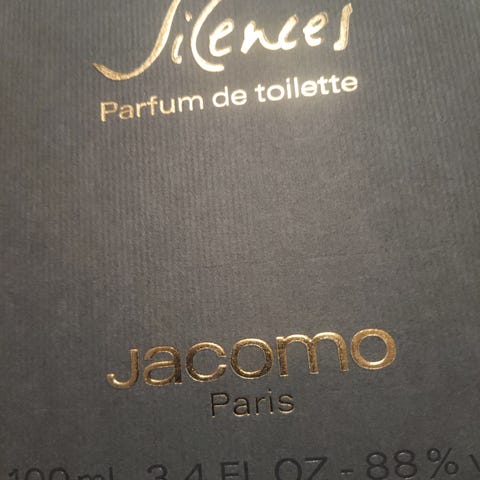 Silences
Parfum de toilette
Jacomo
Paris
100 ml 3.4 FL OZ - 88% v